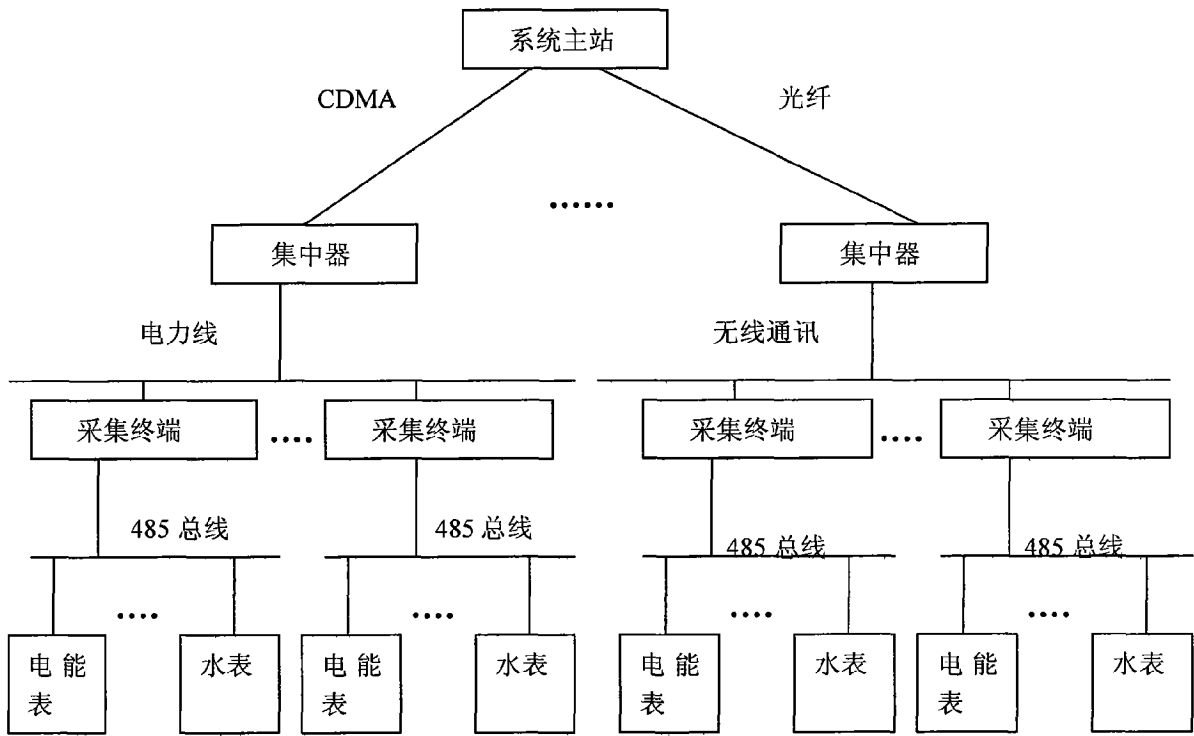 系统主站
CDMA
光纤
......
集中器
集中器
电力线
无线通讯
采集终端
....
采集终端
采集终端
....
采集终端
485 总线
485 总线
485 总线
485 总线
....
....
....
....
电 能
表
水表
电 能
表
水表
电 能
表
水表
电 能
表
水表